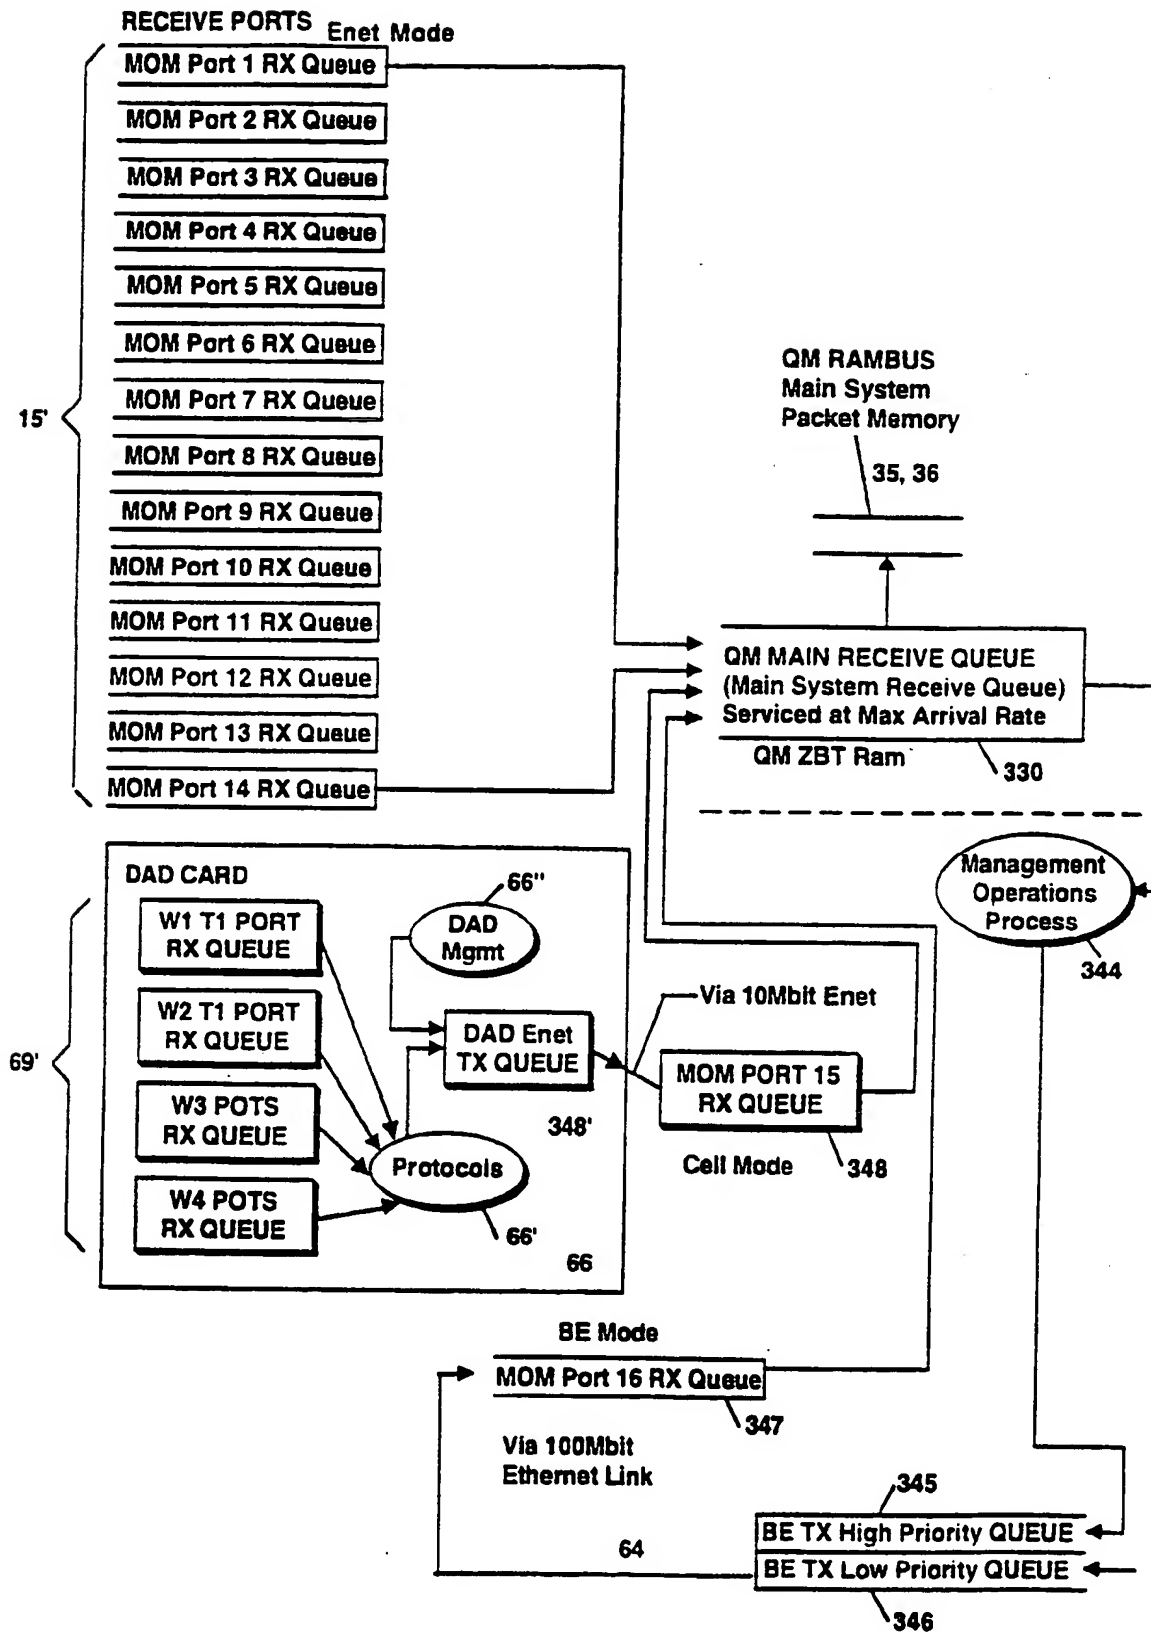 RECEIVE PORTS
Enet Mode
MOM Port 1 RX Queue
MOM Port 2 RX Queue
MOM Port 3 RX Queue
MOM Port 4 RX Queue
MOM Port 5 RX Queue
MOM Port 6 RX Queue
MOM Port 7 RX Queue
MOM Port 8 RX Queue
MOM Port 9 RX Queue
MOM Port 10 RX Queue
MOM Port 11 RX Queue
MOM Port 12 RX Queue
MOM Port 13 RX Queue
MOM Port 14 RX Queue
15'
QM RAMBUS
Main System
Packet Memory
35, 36
QM MAIN RECEIVE QUEUE
(Main System Receive Queue)
Serviced at Max Arrival Rate
QM ZBT Ram
330
Management
Operations
Process
344
DAD CARD
66"
DAD
Mgmt
W1 T1 PORT
RX QUEUE
W2 T1 PORT
RX QUEUE
W3 POTS
RX QUEUE
W4 POTS
RX QUEUE
69'
DAD Enet
TX QUEUE
348'
Protocols
66'
66
Via 10Mbit Enet
MOM PORT 15
RX QUEUE
Cell Mode
348
BE Mode
MOM Port 16 RX Queue
347
Via 100Mbit
Ethernet Link
345
BE TX High Priority QUEUE
BE TX Low Priority QUEUE
64
346